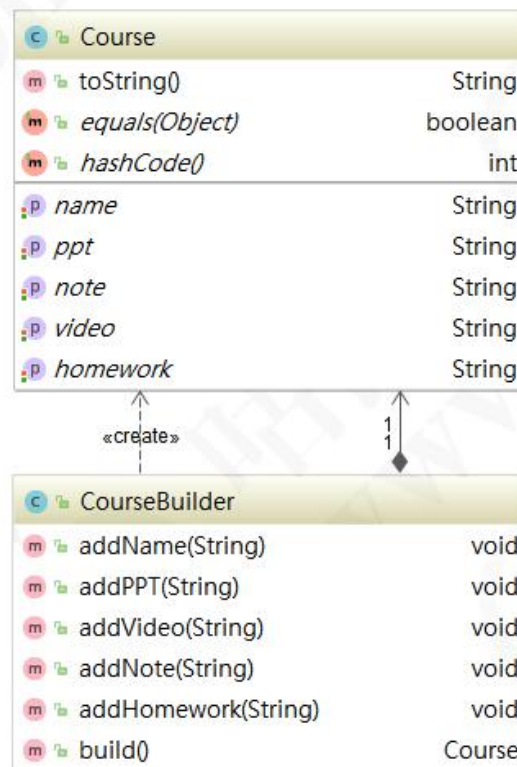 Course
toString() String
equals(Object) boolean
hashCode() int
name String
ppt String
note String
video String
homework String
«create»
1
1
CourseBuilder
addName(String) void
addPPT(String) void
addVideo(String) void
addNote(String) void
addHomework(String) void
build() Course